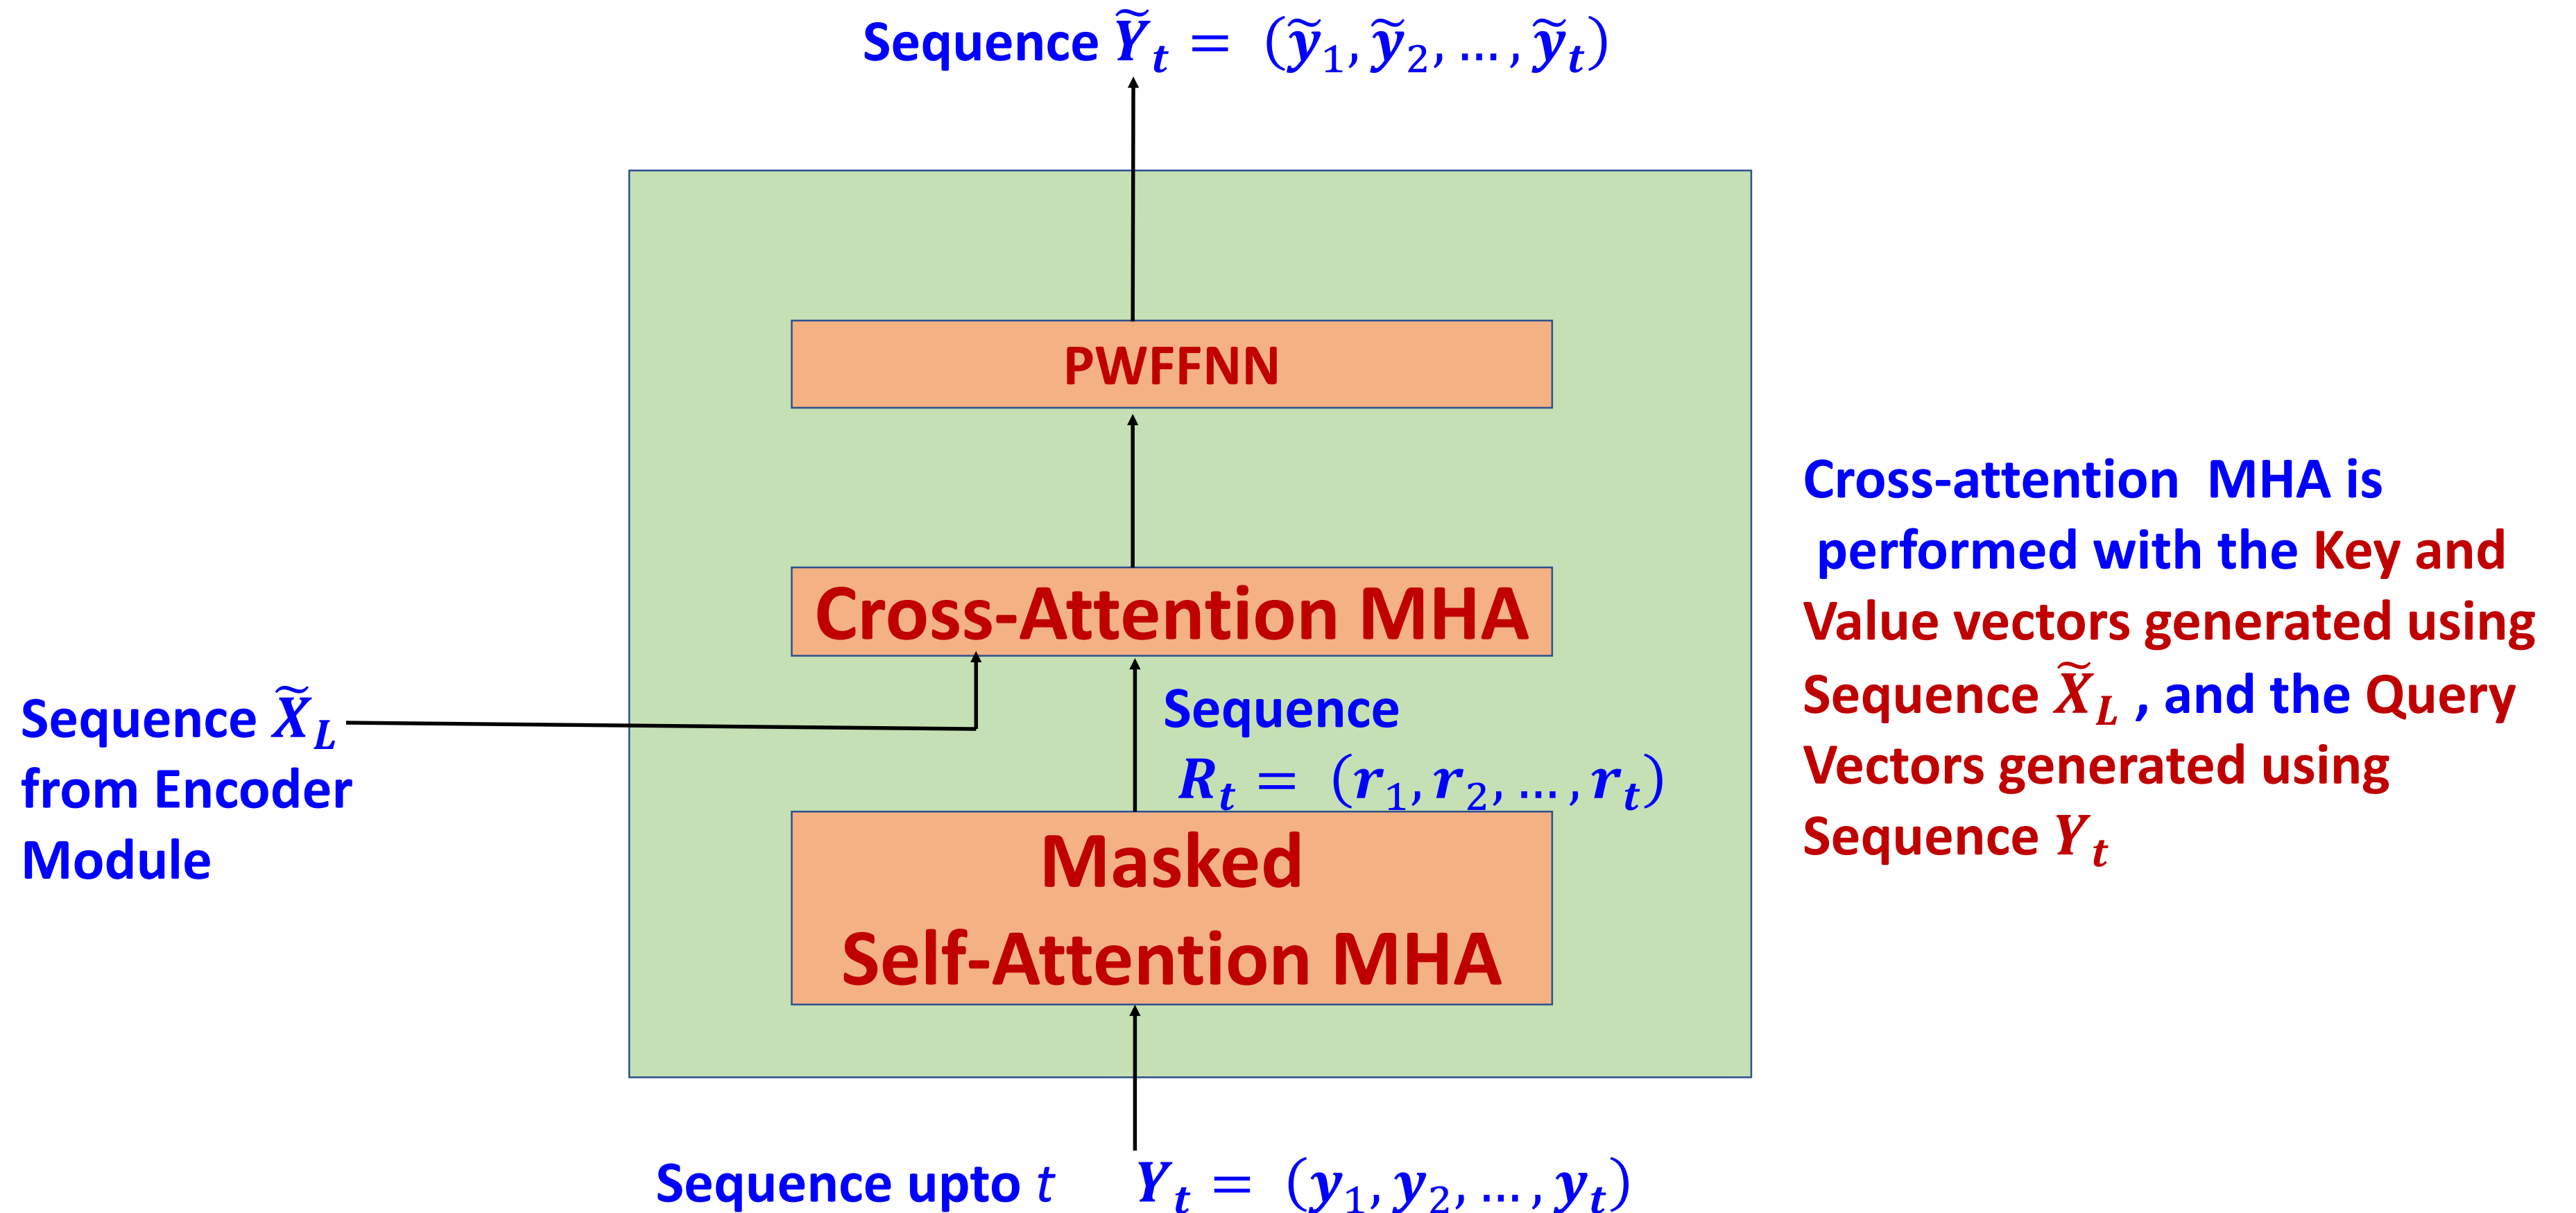 Sequence Ỹ_t = (ỹ_1, ỹ_2, …, ỹ_t)
PWFFNN
Cross-Attention MHA
Sequence X̃_L
from Encoder
Module
Sequence
R_t = (r_1, r_2, …, r_t)
Masked
Self-Attention MHA
Sequence upto t Y_t = (y_1, y_2, …, y_t)
Cross-attention MHA is
performed with the Key and
Value vectors generated using
Sequence X̃_L , and the Query
Vectors generated using
Sequence Y_t